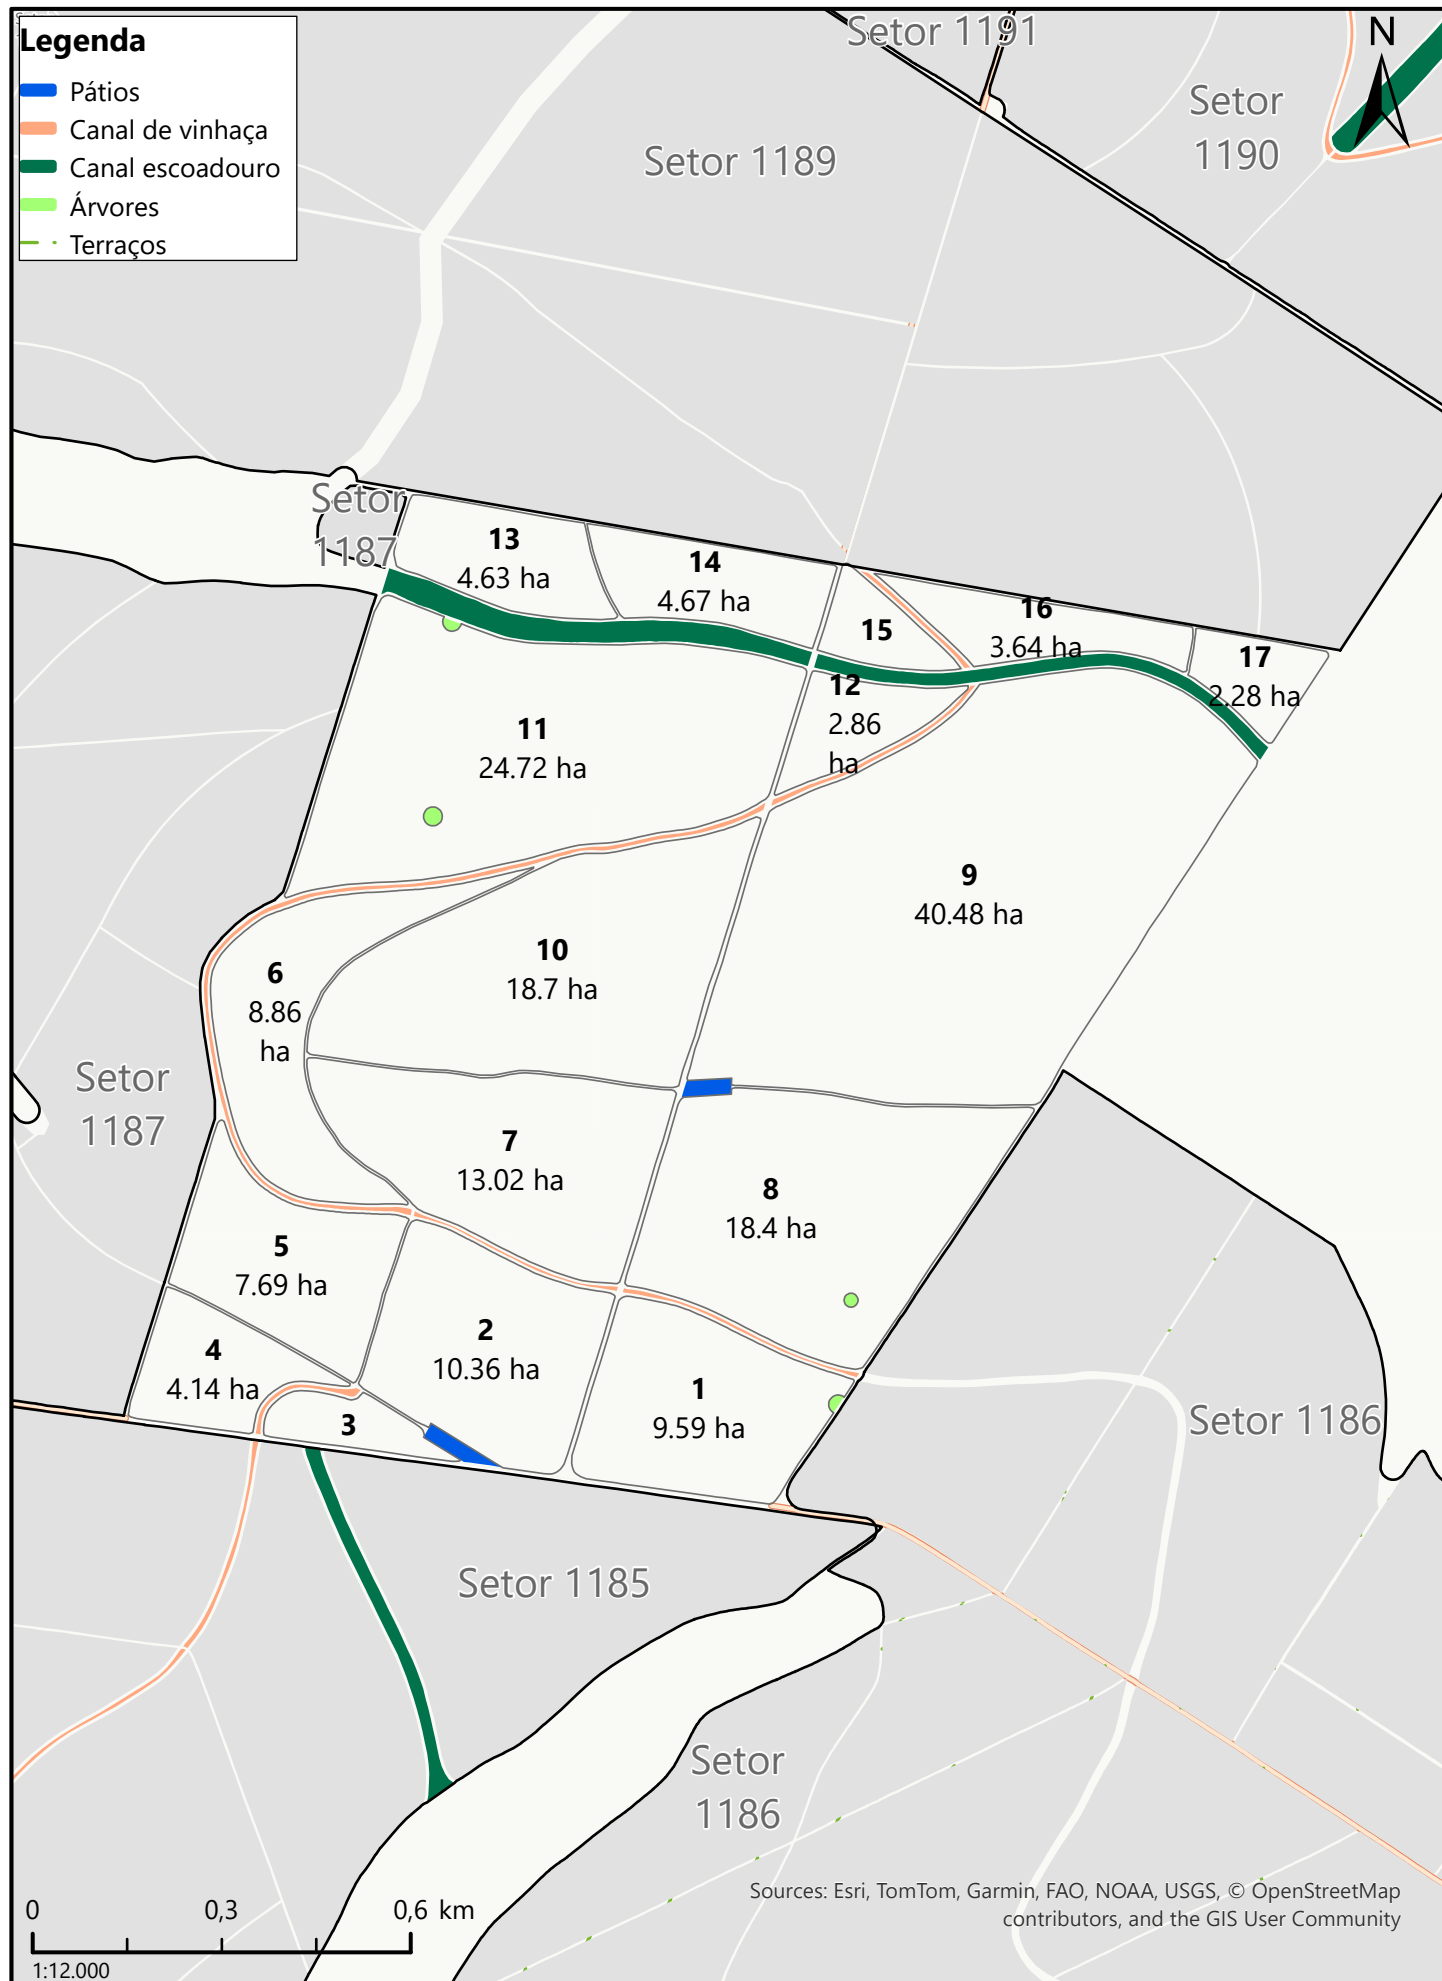 Legenda
Pátios
Canal de vinhaça
Canal escoadouro
Árvores
Terraços
Setor 1191
N
Setor
1190
Setor 1189
Setor
1187
13
4.63 ha
14
4.67 ha
15
16
3.64 ha
17
2.28 ha
12
2.86
ha
11
24.72 ha
9
40.48 ha
10
18.7 ha
6
8.86
ha
Setor
1187
7
13.02 ha
8
18.4 ha
5
7.69 ha
2
10.36 ha
4
4.14 ha
1
9.59 ha
3
Setor 1186
Setor 1185
Setor
1186
Sources: Esri, TomTom, Garmin, FAO, NOAA, USGS, © OpenStreetMap
contributors, and the GIS User Community
0 0,3 0,6 km
1:12.000